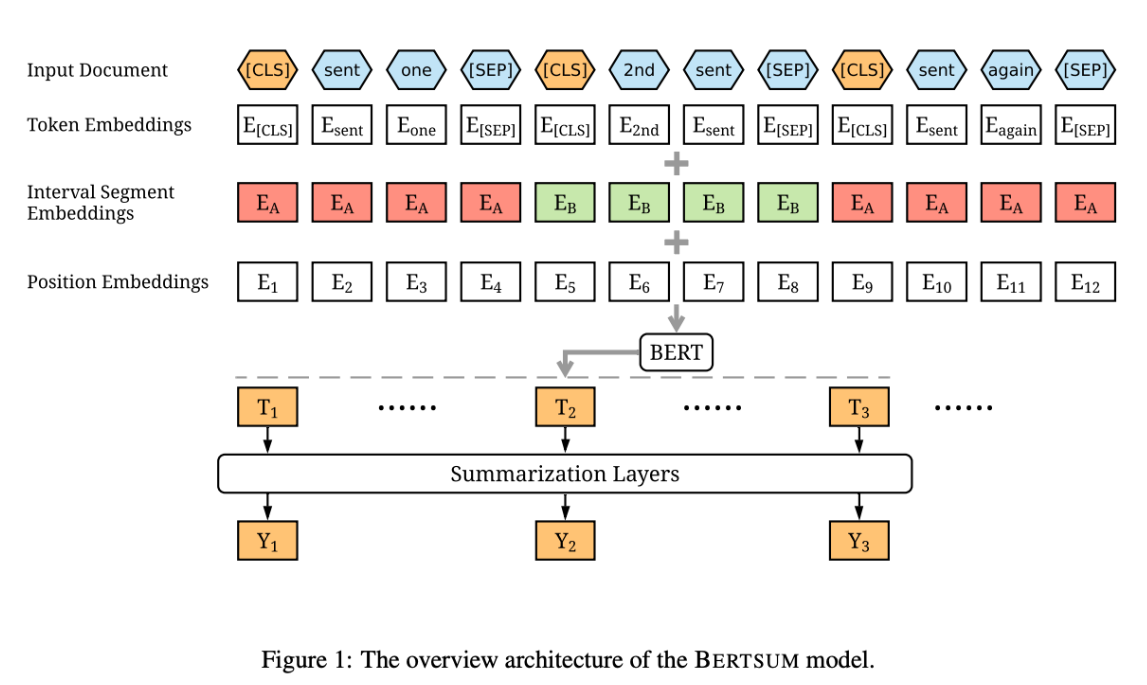 Input Document [CLS] sent one [SEP] [CLS] 2nd sent [SEP] [CLS] sent again [SEP]
Token Embeddings E[CLS] Esent Eone E[SEP] E[CLS] E2nd Esent E[SEP] E[CLS] Esent Eagain E[SEP]
+
Interval Segment
Embeddings EA EA EA EA EB EB EB EB EA EA EA EA
+
Position Embeddings E1 E2 E3 E4 E5 E6 E7 E8 E9 E10 E11 E12
BERT
T1 ...... T2 ...... T3 ......
Summarization Layers
Y1 Y2 Y3
Figure 1: The overview architecture of the BERTSUM model.